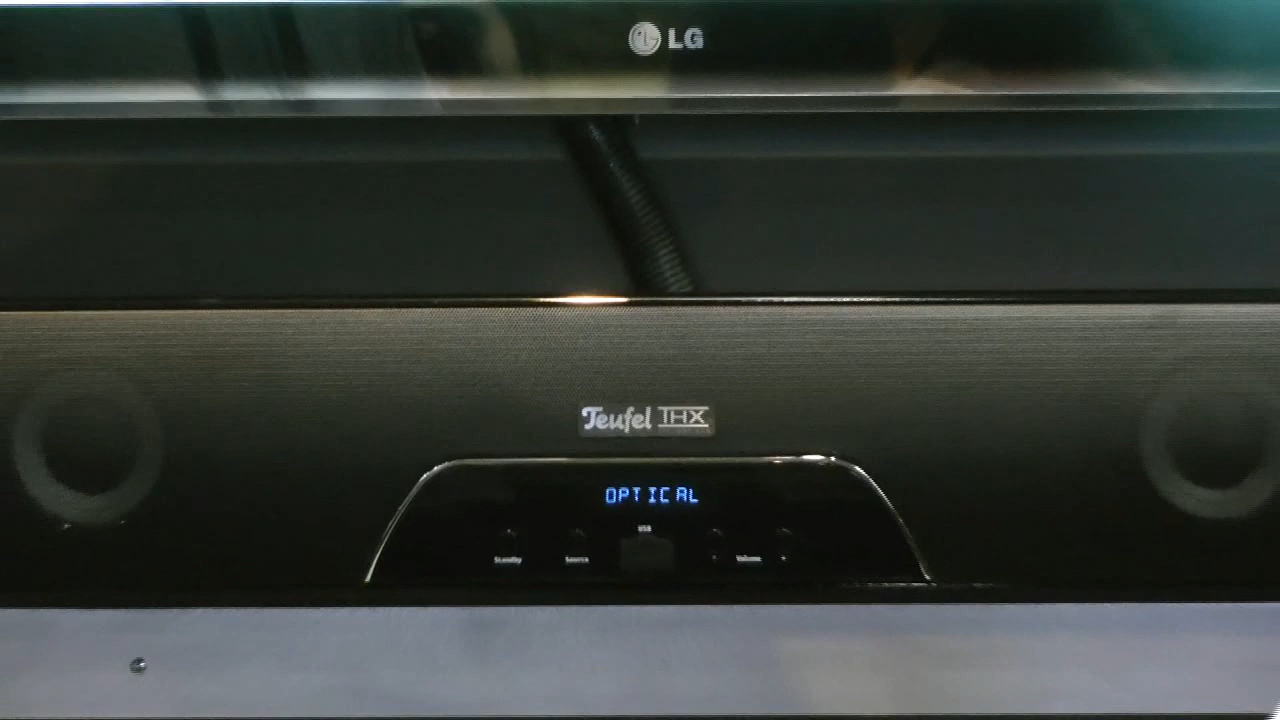 LG
Teufel THX
OPTICAL
USB
Standby Source - Volume +